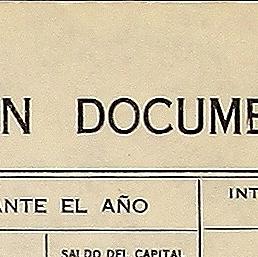 N DOCUME
ANTE EL AÑO
INT
SALDO DEL CAPITAL